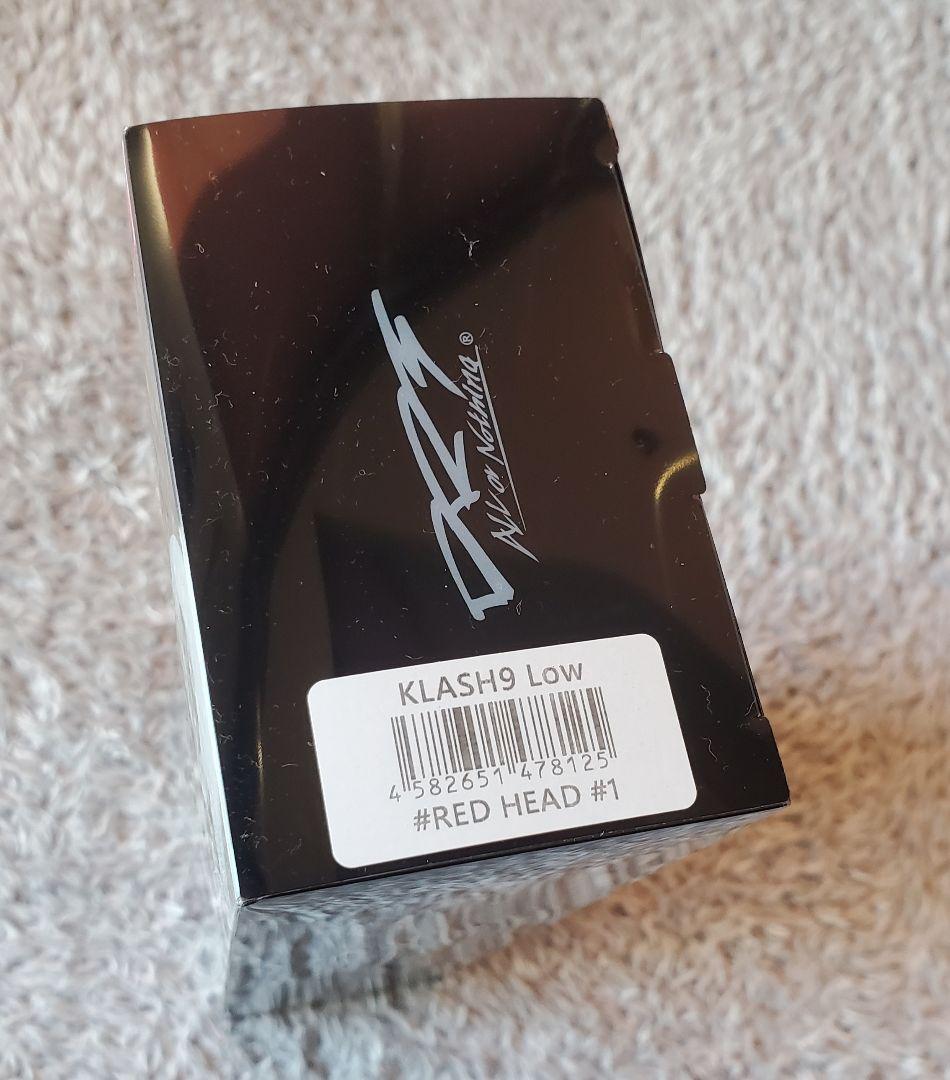 DRT
All or Nothing®
KLASH9 Low
4 582651 478125
#RED HEAD #1